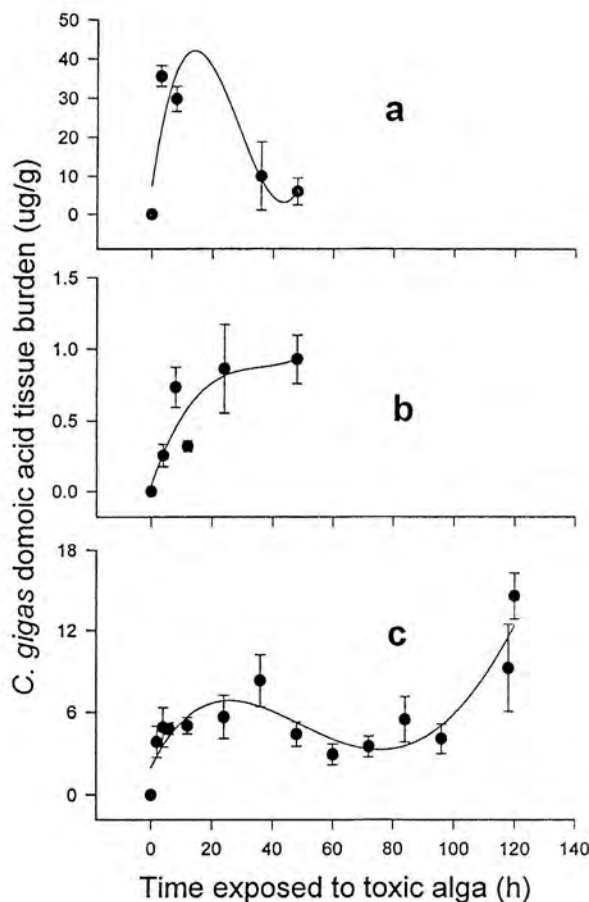 C. gigas domoic acid tissue burden (ug/g)
50
40
30
20
10
0
a
1.5
1.0
0.5
0.0
b
18
12
6
0
c
0 20 40 60 80 100 120 140
Time exposed to toxic alga (h)